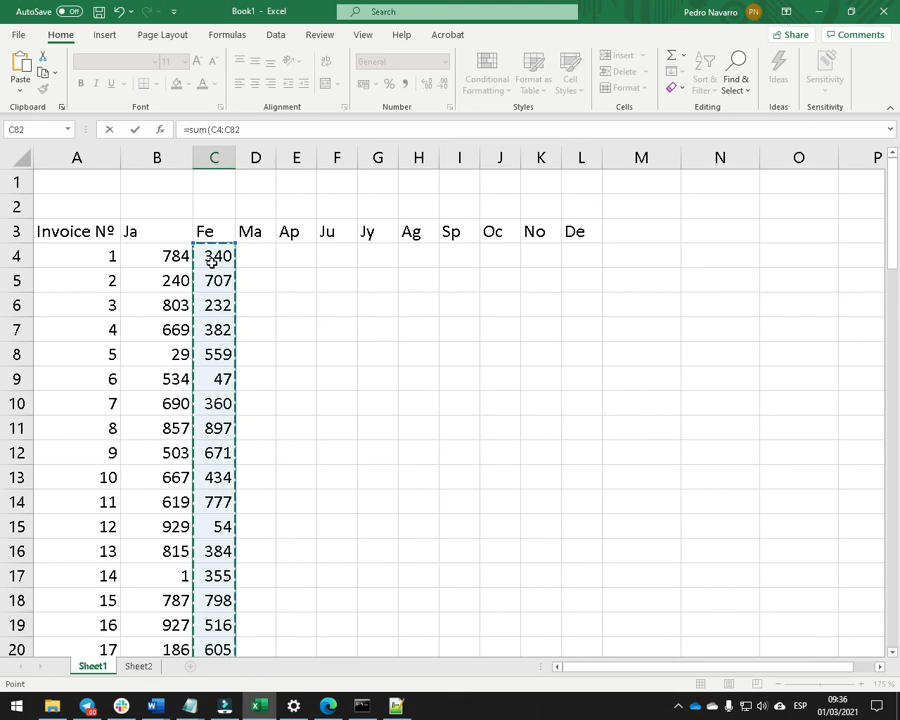 AutoSave Off Book1 - Excel Search Pedro Navarro PN
File Home Insert Page Layout Formulas Data Review View Help Acrobat Share Comments
Paste
Clipboard
11 A A
B I U A
Font
ab
Alignment
General
% ,
Number
Conditional Formatting
Format as Table
Cell Styles
Styles
Insert
Delete
Format
Cells
Σ
Sort & Filter
Find & Select
Editing
Ideas
Ideas
Sensitivity
Sensitivity
C82 fx =sum(C4:C82
A B C D E F G H I J K L M N O P
1
2
3 Invoice Nº Ja Fe Ma Ap Ju Jy Ag Sp Oc No De
4 1 784 340
5 2 240 707
6 3 803 232
7 4 669 382
8 5 29 559
9 6 534 47
10 7 690 360
11 8 857 897
12 9 503 671
13 10 667 434
14 11 619 777
15 12 929 54
16 13 815 384
17 14 1 355
18 15 787 798
19 16 927 516
20 17 186 605
Sheet1 Sheet2
Point 175 %
ESP 09:36
01/03/2021